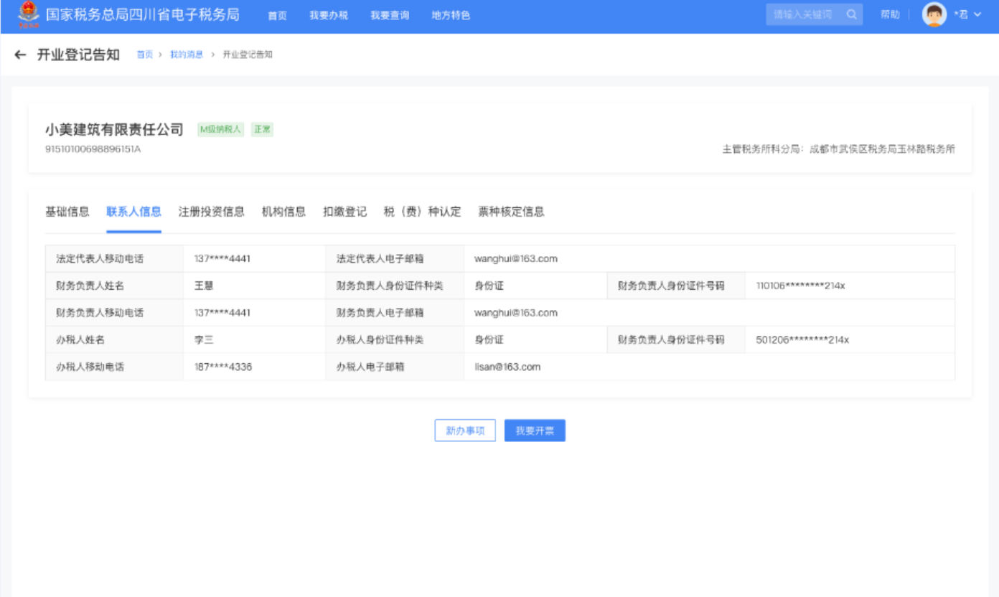 国家税务总局四川省电子税务局 首页 我要办税 我要查询 地方特色 请输入关键词 帮助 *君
开业登记告知 首页 > 我的消息 > 开业登记告知
小美建筑有限责任公司 M级纳税人 正常
91510100698896151A 主管税务所科分局：成都市武侯区税务局玉林路税务所
基础信息 联系人信息 注册投资信息 机构信息 扣缴登记 税（费）种认定 票种核定信息
法定代表人移动电话 137****4441 法定代表人电子邮箱 wanghui@163.com
财务负责人姓名 王慧 财务负责人身份证件种类 身份证 财务负责人身份证件号码 110106********214x
财务负责人移动电话 137****4441 财务负责人电子邮箱 wanghui@163.com
办税人姓名 李三 办税人身份证件种类 身份证 财务负责人身份证件号码 501206********214x
办税人移动电话 187****4336 办税人电子邮箱 lisan@163.com
新办事项 我要开票